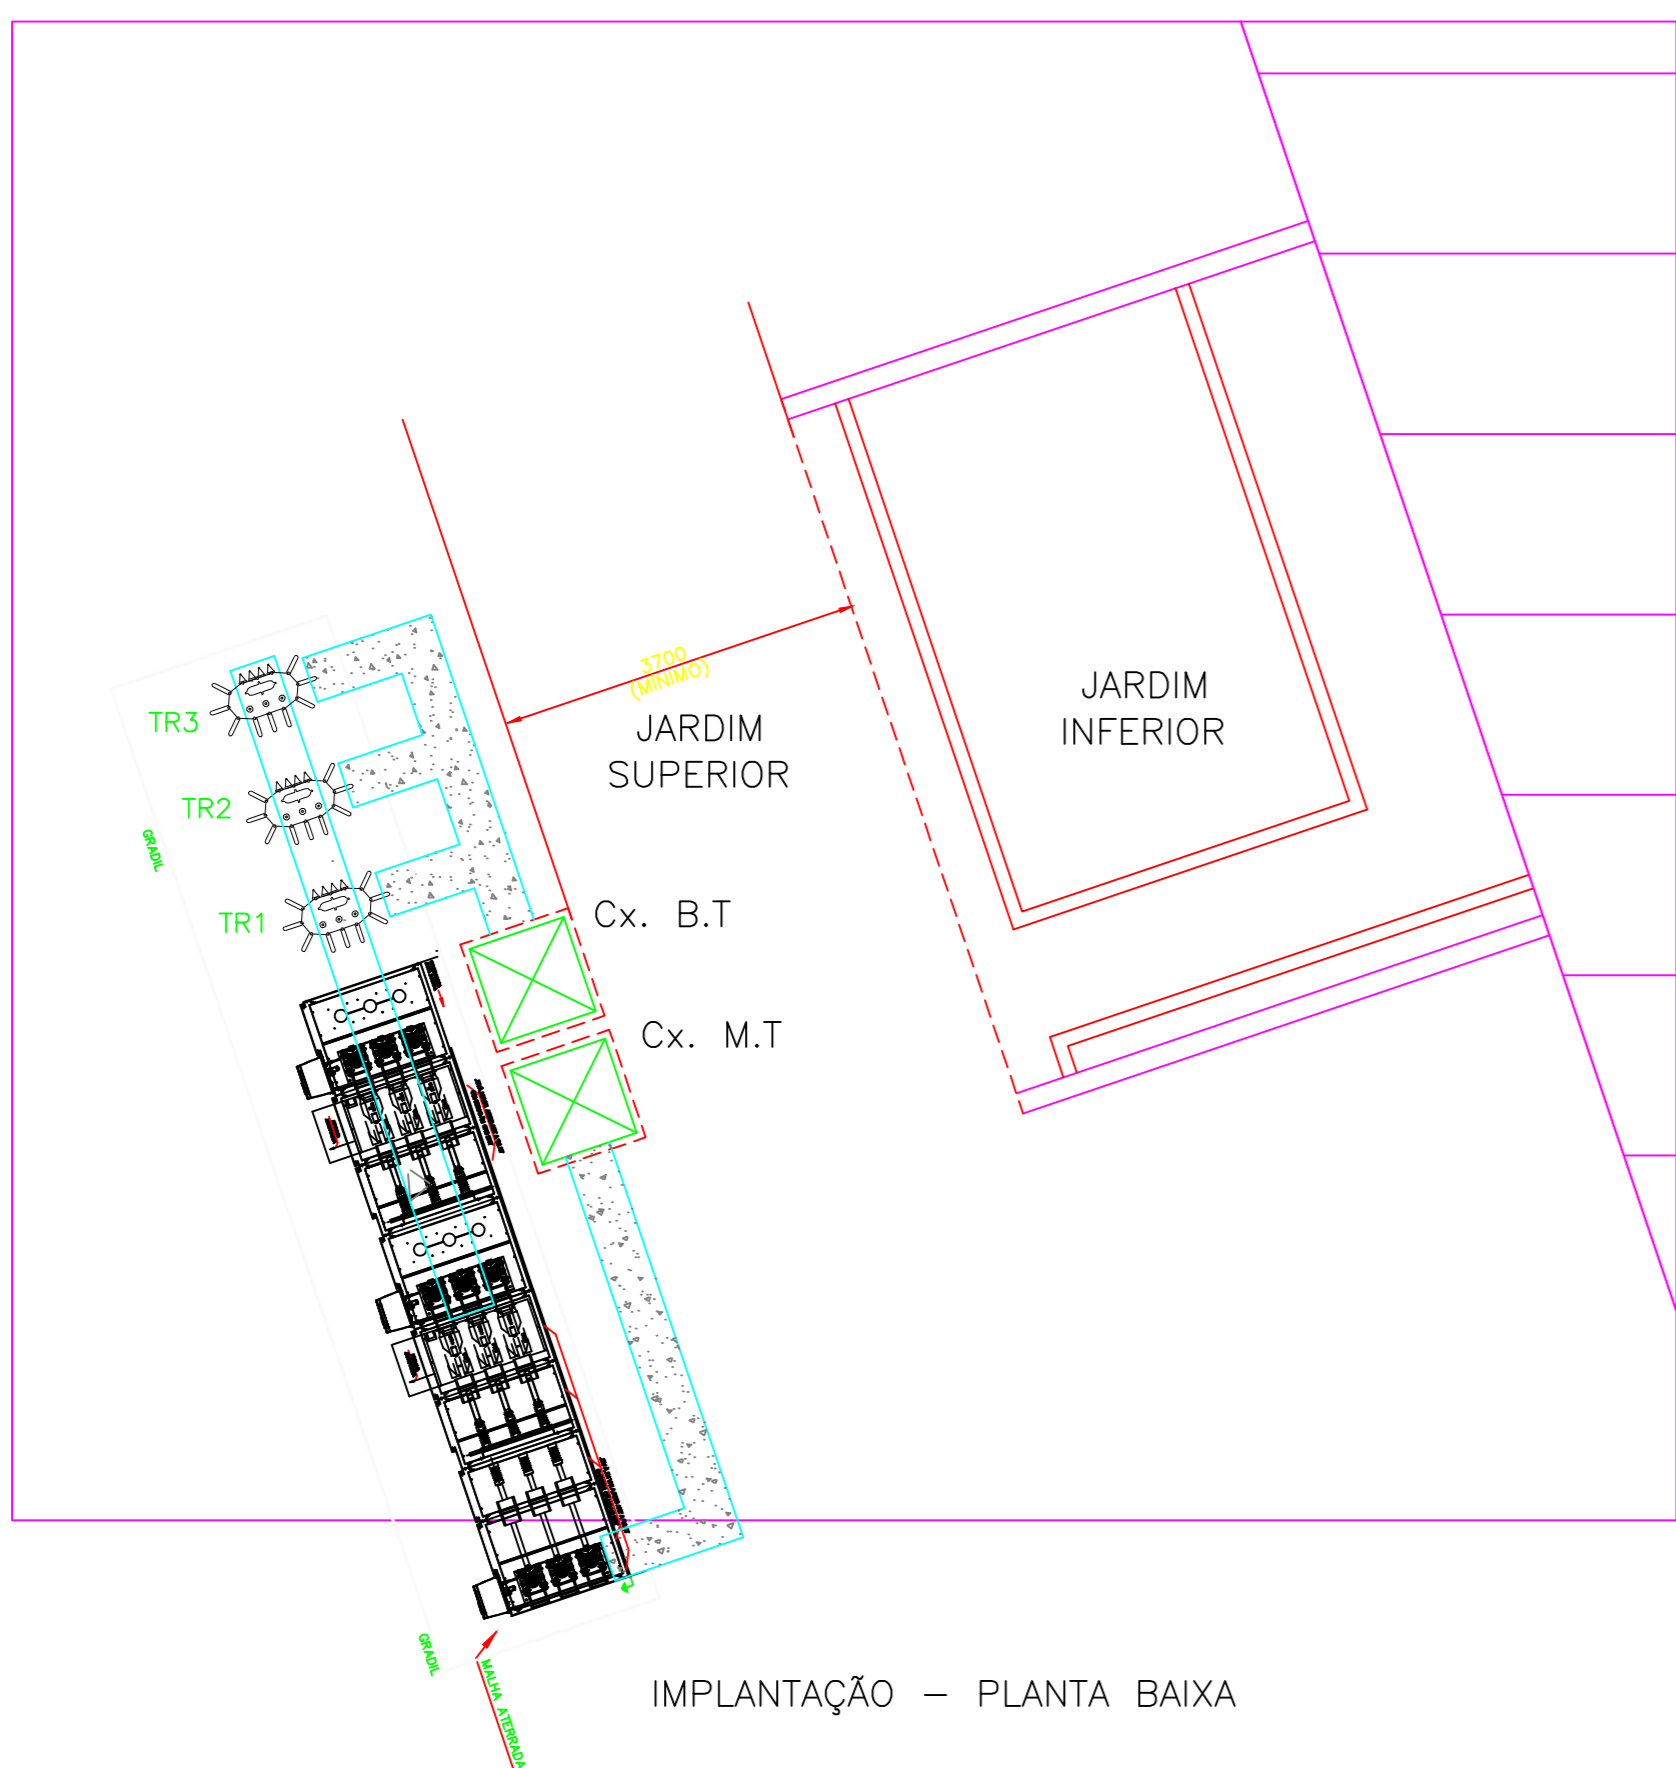 3700
(MÍNIMO)
JARDIM
SUPERIOR
JARDIM
INFERIOR
TR3
TR2
TR1
GRADIL
Cx. B.T
Cx. M.T
GRADIL
MALHA ATERRADA
IMPLANTAÇÃO – PLANTA BAIXA